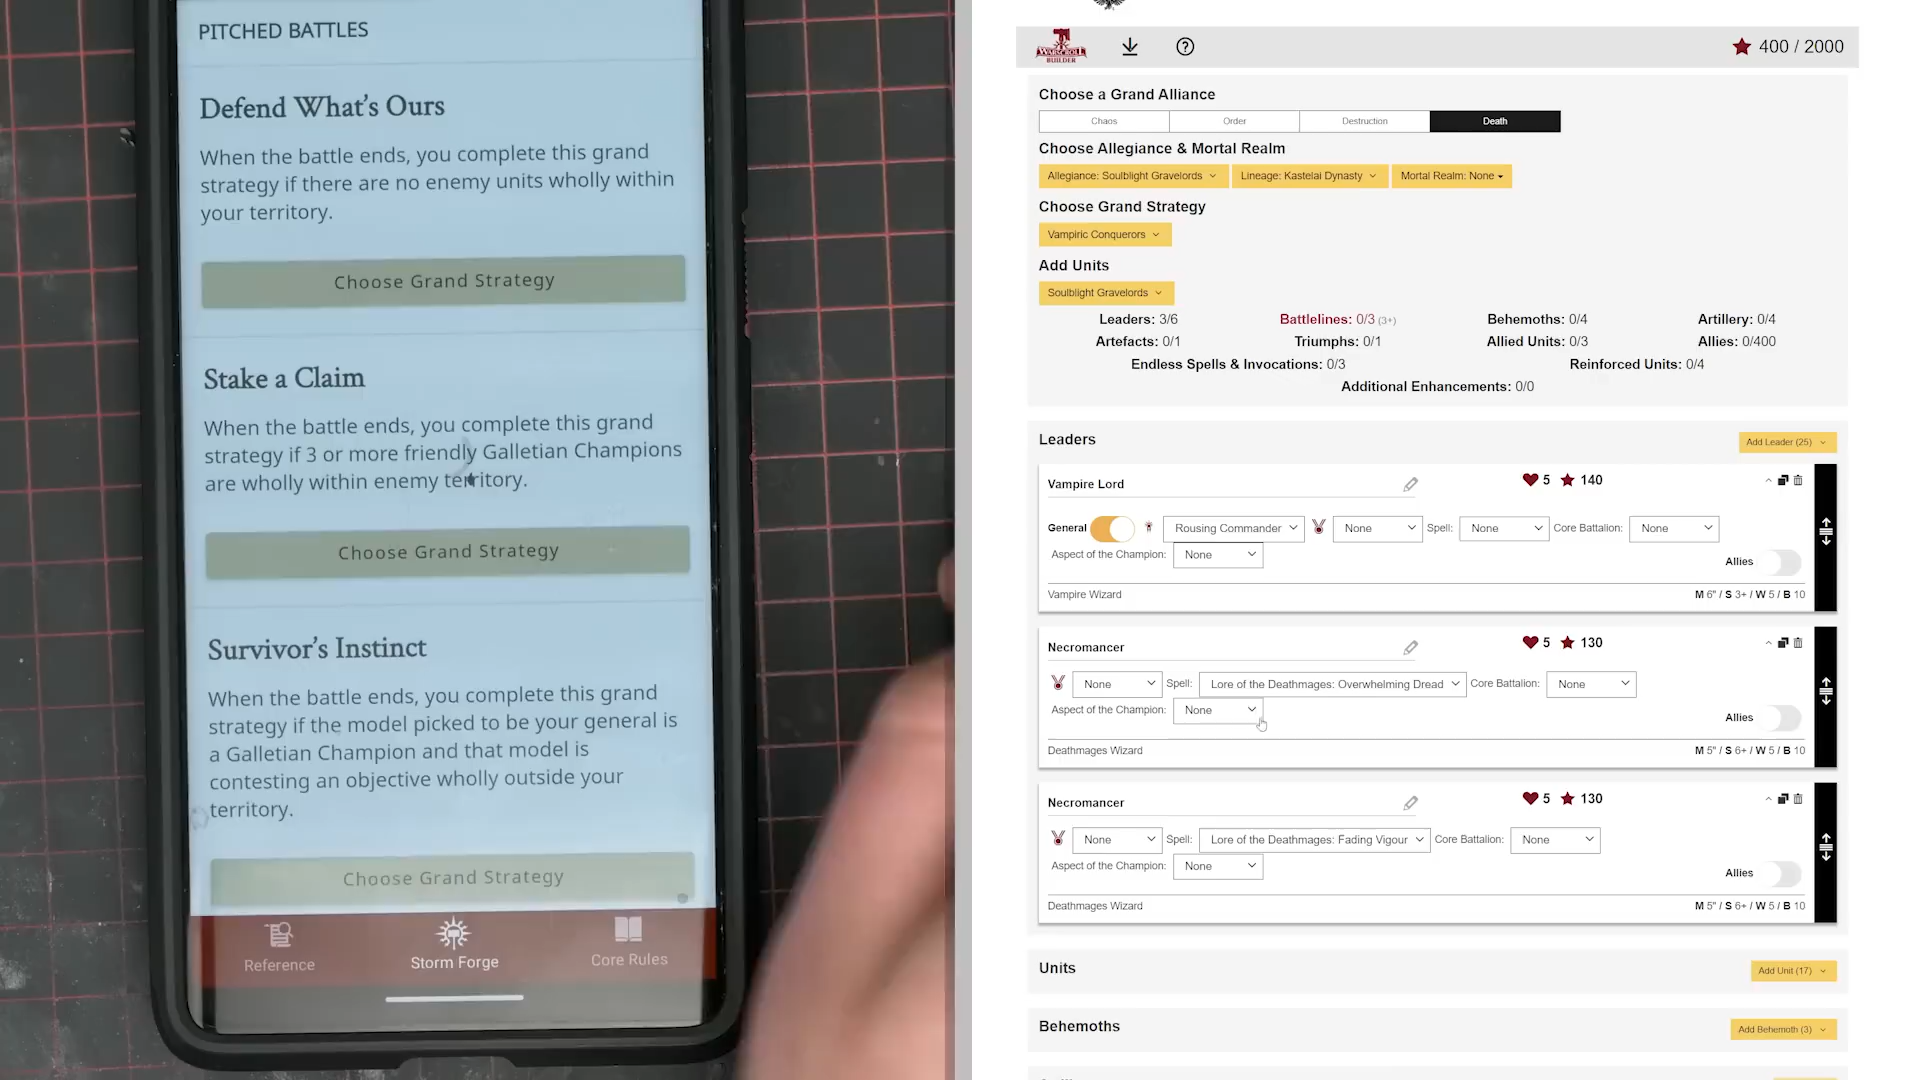 PITCHED BATTLES
Defend What's Ours
When the battle ends, you complete this grand
strategy if there are no enemy units wholly within
your territory.
Choose Grand Strategy
Stake a Claim
When the battle ends, you complete this grand
strategy if 3 or more friendly Galletian Champions
are wholly within enemy territory.
Choose Grand Strategy
Survivor's Instinct
When the battle ends, you complete this grand
strategy if the model picked to be your general is
a Galletian Champion and that model is
contesting an objective wholly outside your
territory.
Choose Grand Strategy
Reference
Storm Forge
Core Rules
WARSCROLL
BUILDER
400 / 2000
Choose a Grand Alliance
Chaos Order Destruction Death
Choose Allegiance & Mortal Realm
Allegiance: Soulblight Gravelords Lineage: Kastelai Dynasty Mortal Realm: None
Choose Grand Strategy
Vampiric Conquerors
Add Units
Soulblight Gravelords
Leaders: 3/6 Battlelines: 0/3 (3+) Behemoths: 0/4 Artillery: 0/4
Artefacts: 0/1 Triumphs: 0/1 Allied Units: 0/3 Allies: 0/400
Endless Spells & Invocations: 0/3 Reinforced Units: 0/4
Additional Enhancements: 0/0
Leaders Add Leader (25)
Vampire Lord 5 140
General Rousing Commander None Spell: None Core Battalion: None
Aspect of the Champion: None
Allies
Vampire Wizard M 6" / S 3+ / W 5 / B 10
Necromancer 5 130
None Spell: Lore of the Deathmages: Overwhelming Dread Core Battalion: None
Aspect of the Champion: None
Allies
Deathmages Wizard M 5" / S 6+ / W 5 / B 10
Necromancer 5 130
None Spell: Lore of the Deathmages: Fading Vigour Core Battalion: None
Aspect of the Champion: None
Allies
Deathmages Wizard M 5" / S 6+ / W 5 / B 10
Units Add Unit (17)
Behemoths Add Behemoth (3)